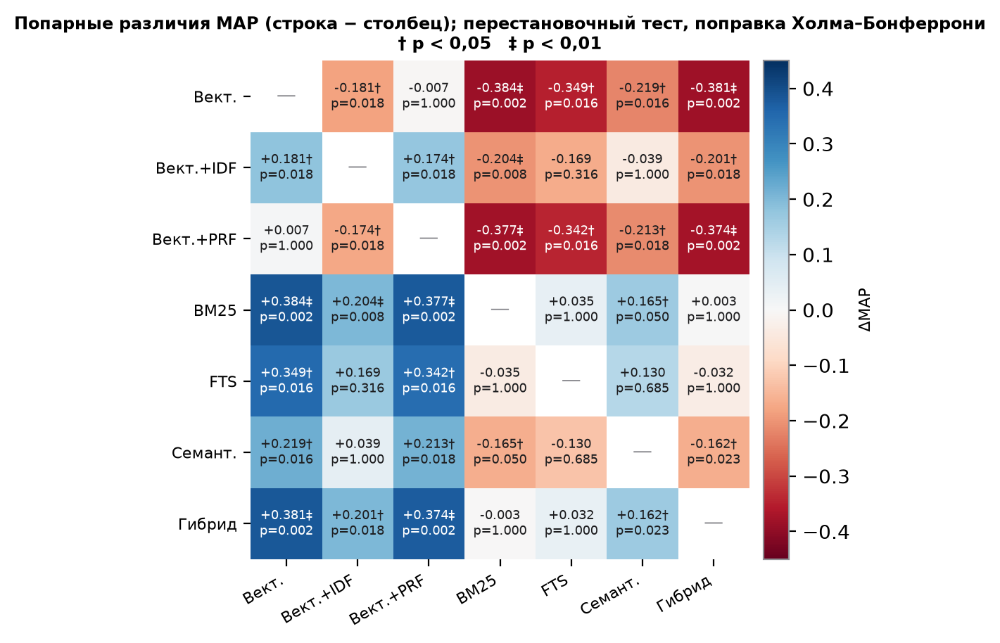 Попарные различия MAP (строка − столбец); перестановочный тест, поправка Холма–Бонферрони
† p < 0,05 ‡ p < 0,01
Вект. — -0.181† -0.007 -0.384‡ -0.349† -0.219† -0.381‡
p=0.018 p=1.000 p=0.002 p=0.016 p=0.016 p=0.002
Вект.+IDF +0.181† — +0.174† -0.204‡ -0.169 -0.039 -0.201†
p=0.018 p=0.018 p=0.008 p=0.316 p=1.000 p=0.018
Вект.+PRF +0.007 -0.174† — -0.377‡ -0.342† -0.213† -0.374‡
p=1.000 p=0.018 p=0.002 p=0.016 p=0.018 p=0.002
BM25 +0.384‡ +0.204‡ +0.377‡ — +0.035 +0.165† +0.003
p=0.002 p=0.008 p=0.002 p=1.000 p=0.050 p=1.000
FTS +0.349† +0.169 +0.342† -0.035 — +0.130 -0.032
p=0.016 p=0.316 p=0.016 p=1.000 p=0.685 p=1.000
Семант. +0.219† +0.039 +0.213† -0.165† -0.130 — -0.162†
p=0.016 p=1.000 p=0.018 p=0.050 p=0.685 p=0.023
Гибрид +0.381‡ +0.201† +0.374‡ -0.003 +0.032 +0.162† —
p=0.002 p=0.018 p=0.002 p=1.000 p=1.000 p=0.023
Вект. Вект.+IDF Вект.+PRF BM25 FTS Семант. Гибрид
0.4
0.3
0.2
0.1
0.0
−0.1
−0.2
−0.3
−0.4
ΔMAP